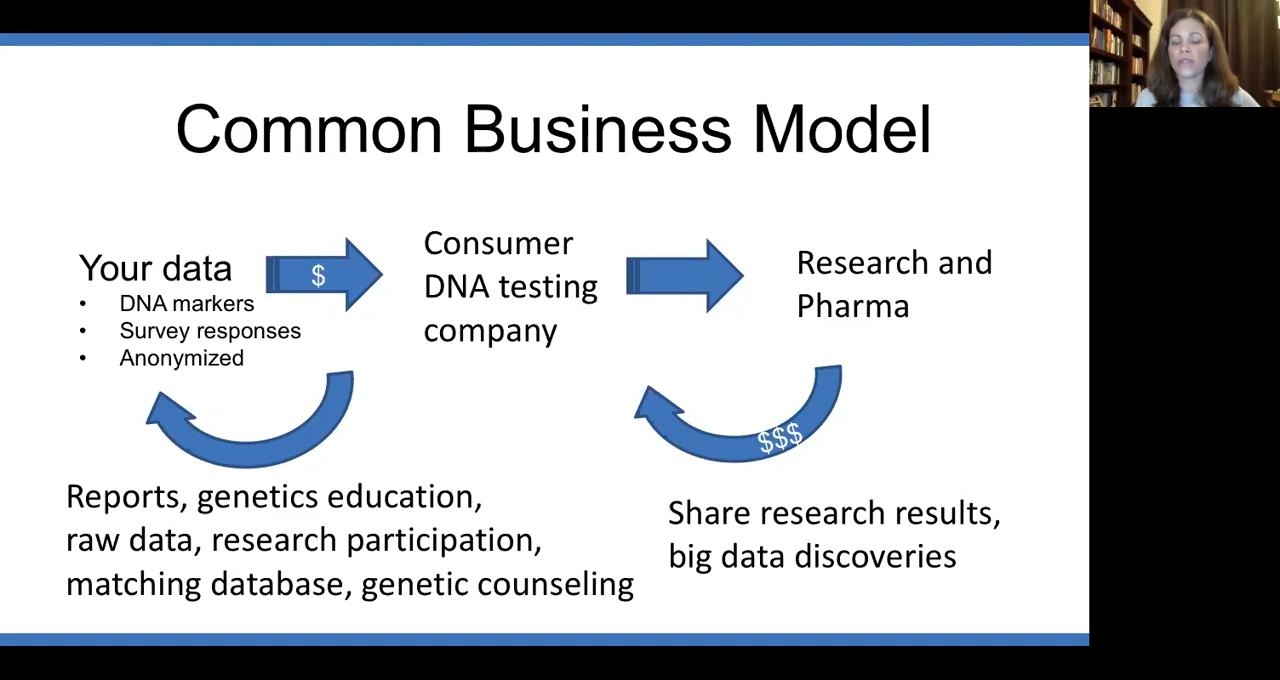 Common Business Model
Your data
• DNA markers
• Survey responses
• Anonymized
$
Consumer
DNA testing
company
Research and
Pharma
$$$
Reports, genetics education,
raw data, research participation,
matching database, genetic counseling
Share research results,
big data discoveries